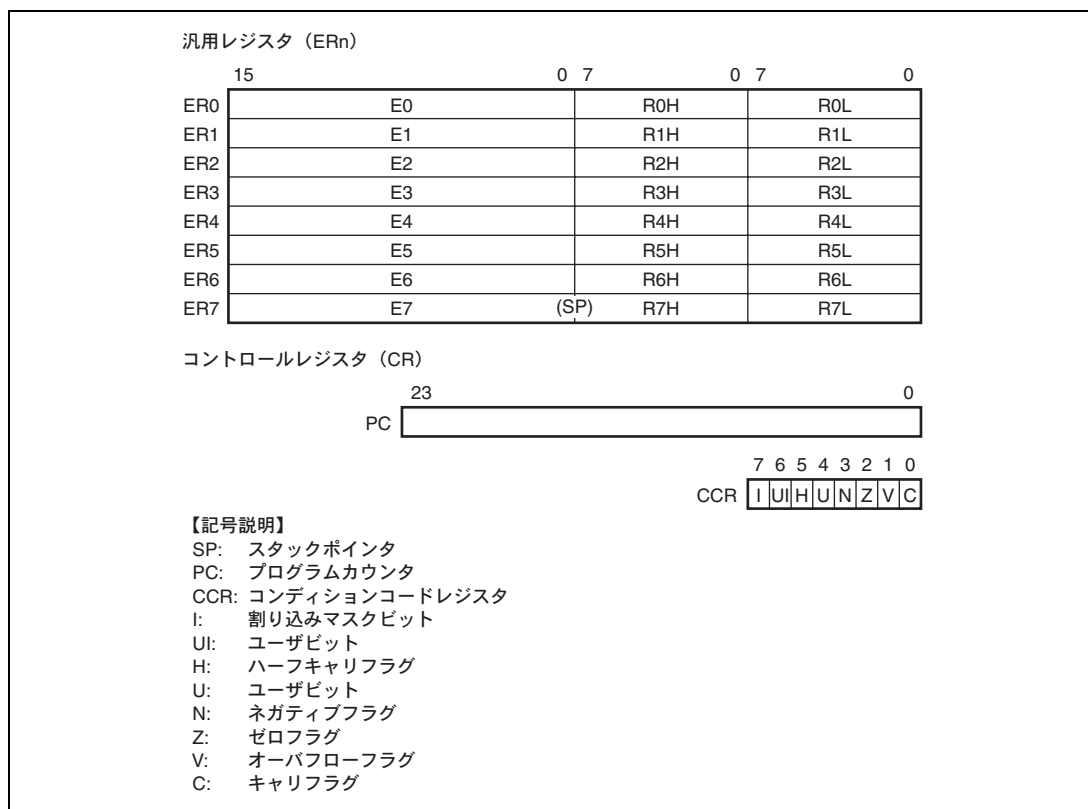 汎用レジスタ（ERn）
15 0 7 0 7 0
ER0 E0 R0H R0L
ER1 E1 R1H R1L
ER2 E2 R2H R2L
ER3 E3 R3H R3L
ER4 E4 R4H R4L
ER5 E5 R5H R5L
ER6 E6 R6H R6L
ER7 E7 (SP) R7H R7L
コントロールレジスタ（CR）
23 0
PC
7 6 5 4 3 2 1 0
CCR I UI H U N Z V C
【記号説明】
SP: スタックポインタ
PC: プログラムカウンタ
CCR: コンディションコードレジスタ
I: 割り込みマスクビット
UI: ユーザビット
H: ハーフキャリフラグ
U: ユーザビット
N: ネガティブフラグ
Z: ゼロフラグ
V: オーバフローフラグ
C: キャリフラグ